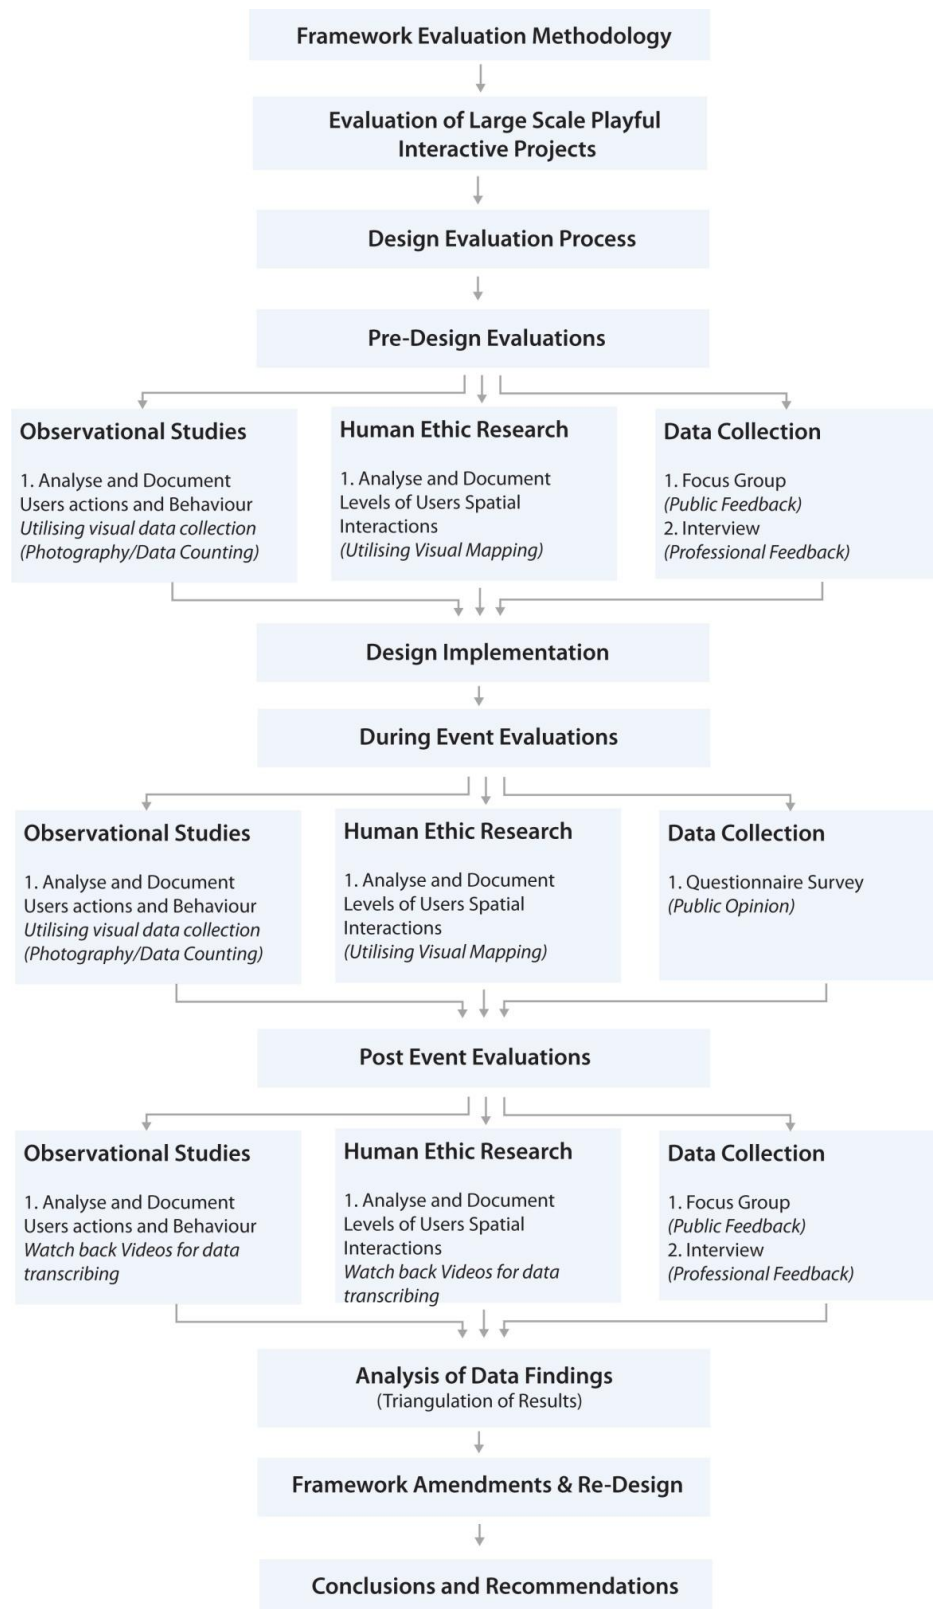 Framework Evaluation Methodology
Evaluation of Large Scale Playful
Interactive Projects
Design Evaluation Process
Pre-Design Evaluations
Observational Studies
1. Analyse and Document
Users actions and Behaviour
Utilising visual data collection
(Photography/Data Counting)
Human Ethic Research
1. Analyse and Document
Levels of Users Spatial
Interactions
(Utilising Visual Mapping)
Data Collection
1. Focus Group
(Public Feedback)
2. Interview
(Professional Feedback)
Design Implementation
During Event Evaluations
Observational Studies
1. Analyse and Document
Users actions and Behaviour
Utilising visual data collection
(Photography/Data Counting)
Human Ethic Research
1. Analyse and Document
Levels of Users Spatial
Interactions
(Utilising Visual Mapping)
Data Collection
1. Questionnaire Survey
(Public Opinion)
Post Event Evaluations
Observational Studies
1. Analyse and Document
Users actions and Behaviour
Watch back Videos for data
transcribing
Human Ethic Research
1. Analyse and Document
Levels of Users Spatial
Interactions
Watch back Videos for data
transcribing
Data Collection
1. Focus Group
(Public Feedback)
2. Interview
(Professional Feedback)
Analysis of Data Findings
(Triangulation of Results)
Framework Amendments & Re-Design
Conclusions and Recommendations